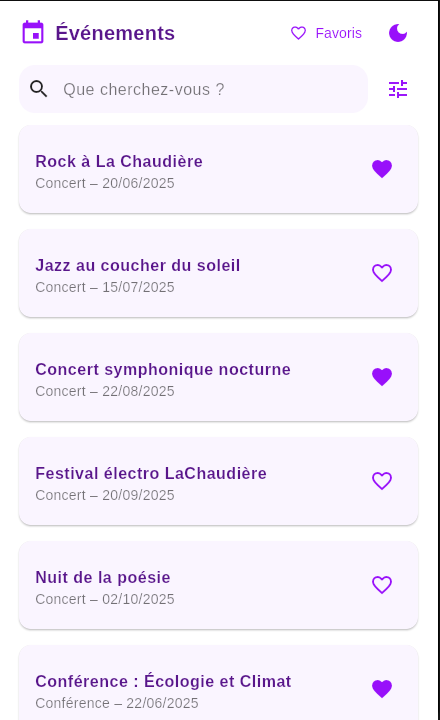 Événements
Favoris
Que cherchez-vous ?
Rock à La Chaudière
Concert – 20/06/2025
Jazz au coucher du soleil
Concert – 15/07/2025
Concert symphonique nocturne
Concert – 22/08/2025
Festival électro LaChaudière
Concert – 20/09/2025
Nuit de la poésie
Concert – 02/10/2025
Conférence : Écologie et Climat
Conférence – 22/06/2025